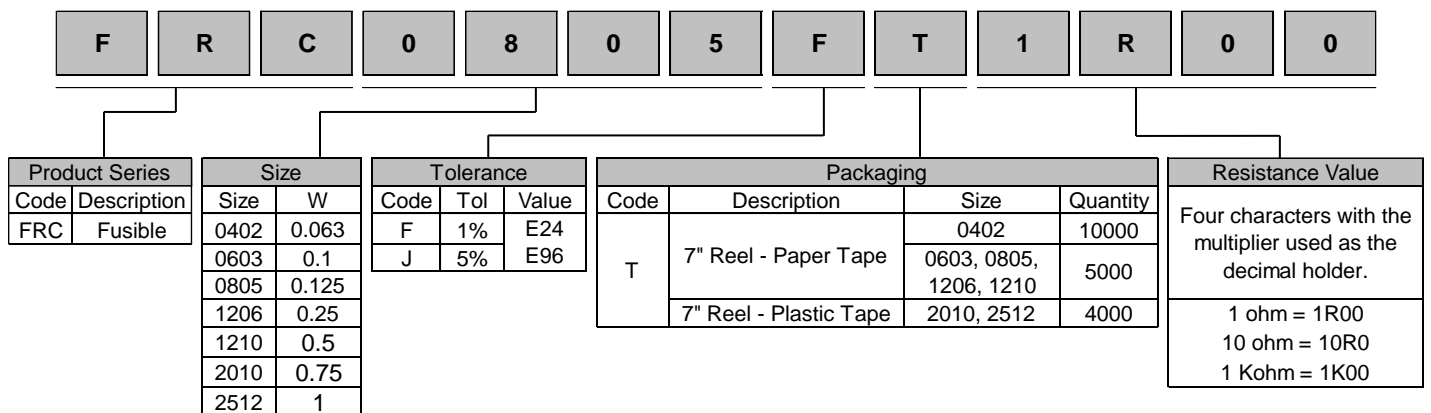 F R C 0 8 0 5 F T 1 R 0 0
Product Series
Code Description
FRC Fusible
Size
Size W
0402 0.063
0603 0.1
0805 0.125
1206 0.25
1210 0.5
2010 0.75
2512 1
Tolerance
Code Tol Value
F 1% E24
J 5% E96
Packaging
Code Description Size Quantity
T
7" Reel - Paper Tape
0402 10000
0603, 0805,
1206, 1210
5000
7" Reel - Plastic Tape 2010, 2512 4000
Resistance Value
Four characters with the
multiplier used as the
decimal holder.
1 ohm = 1R00
10 ohm = 10R0
1 Kohm = 1K00